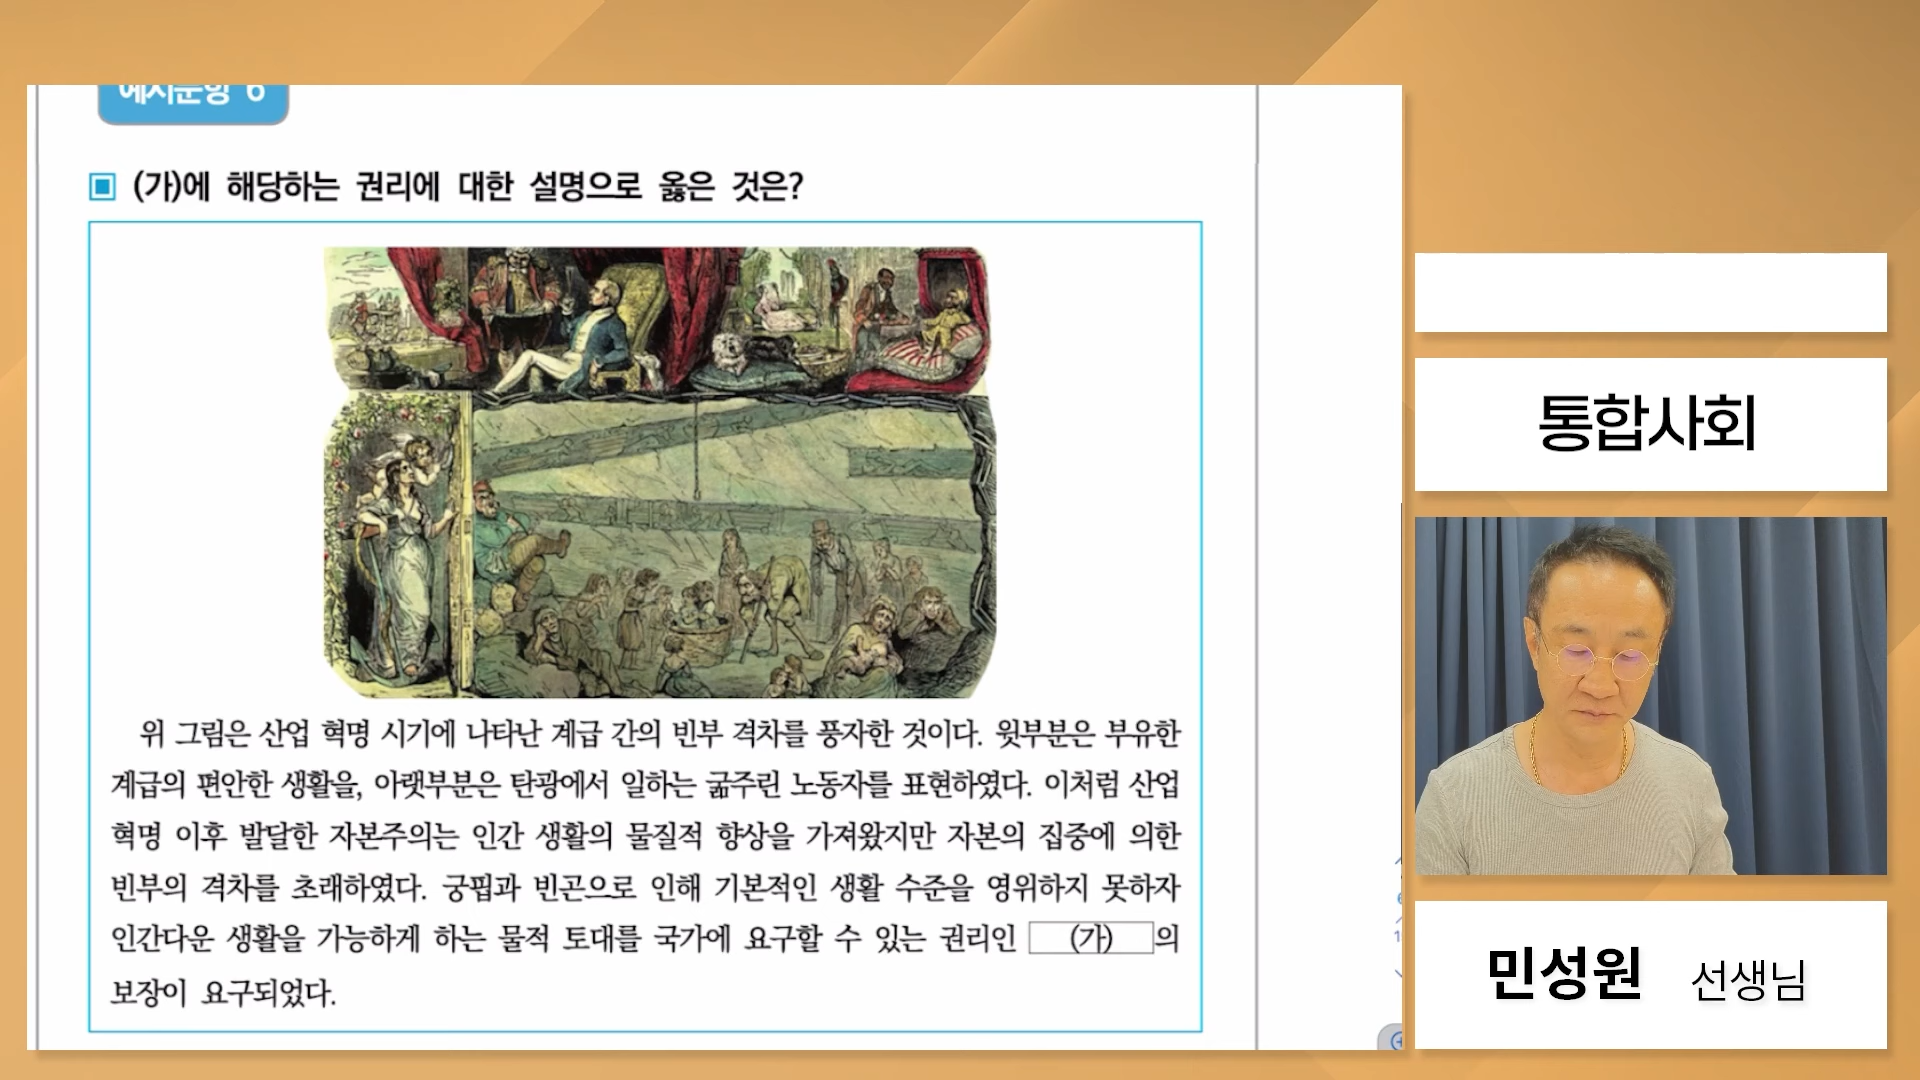 예시문항 6
(가)에 해당하는 권리에 대한 설명으로 옳은 것은?
위 그림은 산업 혁명 시기에 나타난 계급 간의 빈부 격차를 풍자한 것이다. 윗부분은 부유한
계급의 편안한 생활을, 아랫부분은 탄광에서 일하는 굶주린 노동자를 표현하였다. 이처럼 산업
혁명 이후 발달한 자본주의는 인간 생활의 물질적 향상을 가져왔지만 자본의 집중에 의한
빈부의 격차를 초래하였다. 궁핍과 빈곤으로 인해 기본적인 생활 수준을 영위하지 못하자
인간다운 생활을 가능하게 하는 물적 토대를 국가에 요구할 수 있는 권리인 (가) 의
보장이 요구되었다.
통합사회
민성원 선생님